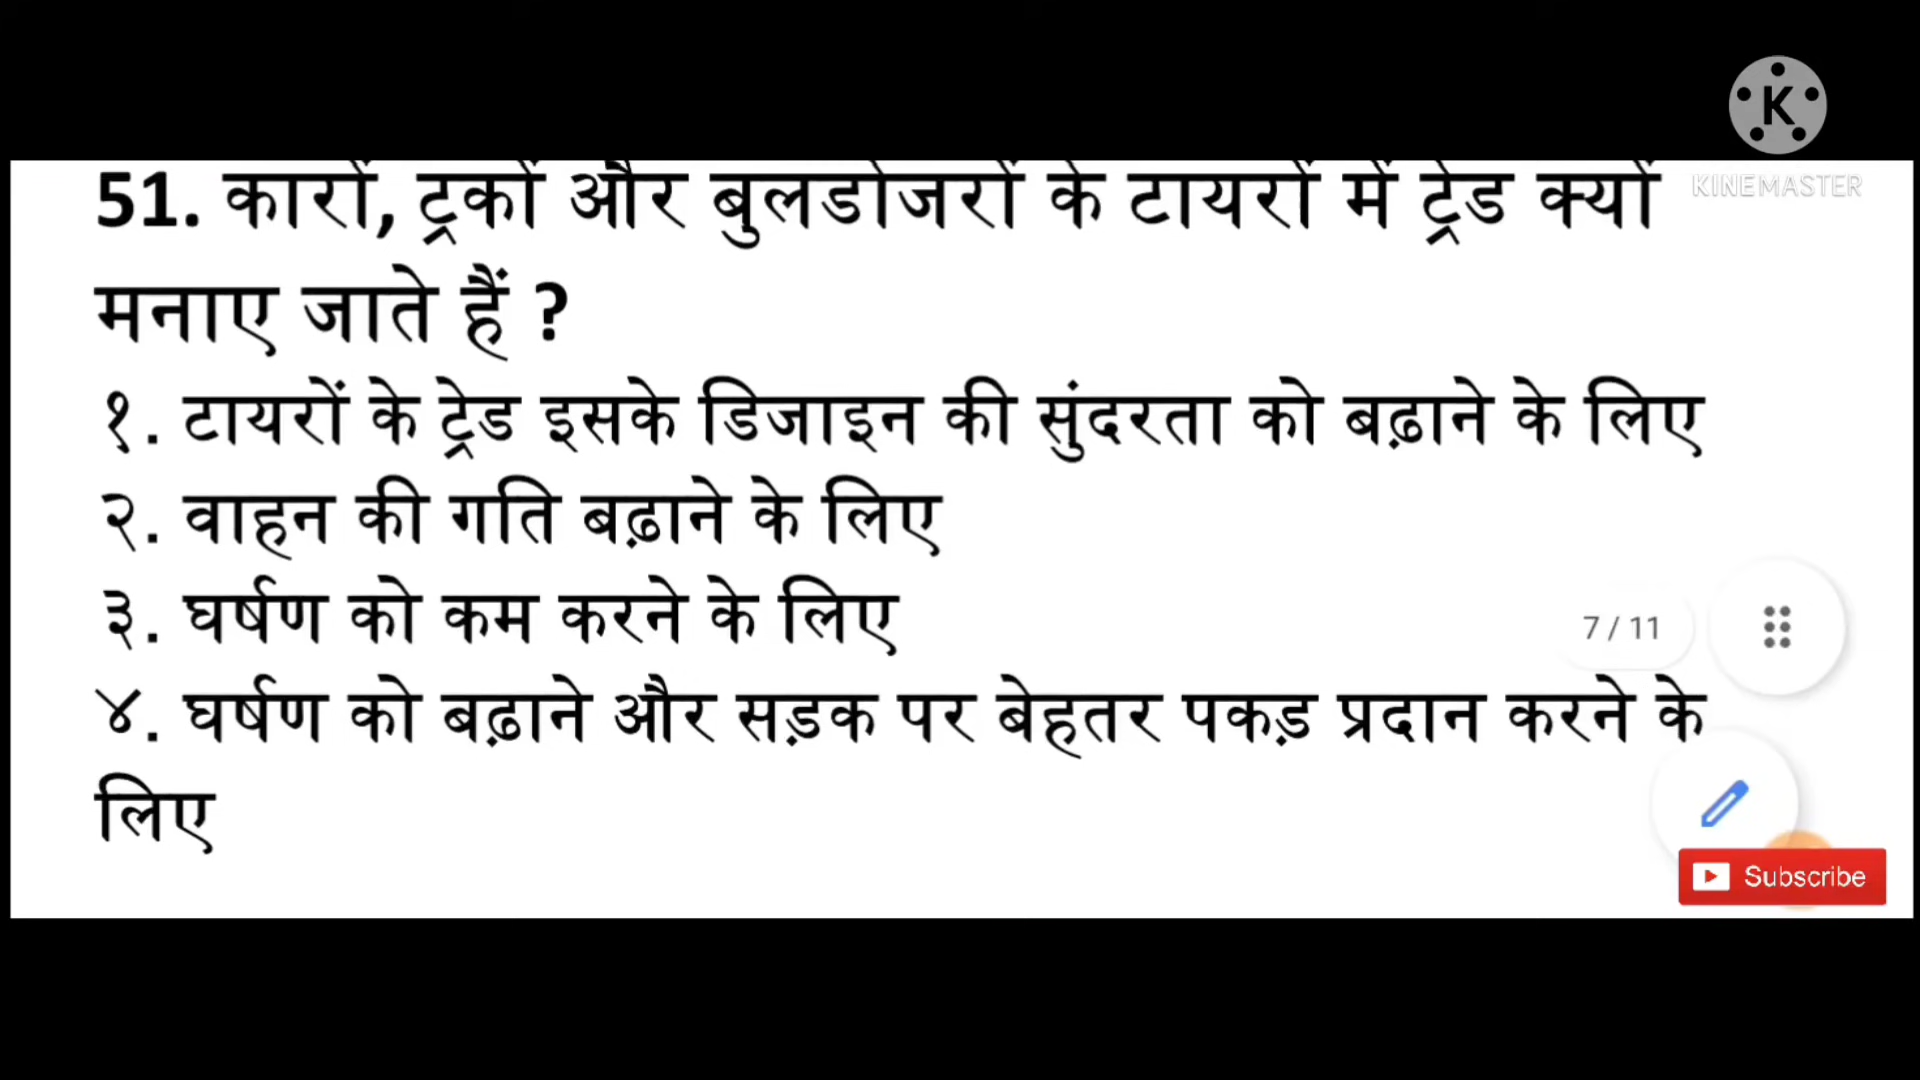 K
KINEMASTER
51. कारों, ट्रकों और बुलडोजरों के टायरों में ट्रेड क्यों
मनाए जाते हैं ?
१. टायरों के ट्रेड इसके डिजाइन की सुंदरता को बढ़ाने के लिए
२. वाहन की गति बढ़ाने के लिए
३. घर्षण को कम करने के लिए
7 / 11
४. घर्षण को बढ़ाने और सड़क पर बेहतर पकड़ प्रदान करने के
लिए
Subscribe